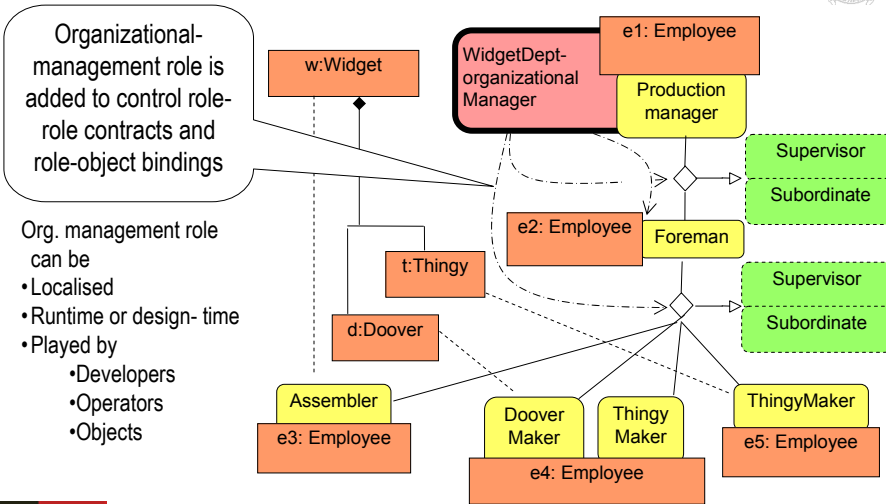 Organizational-
management role is
added to control role-
role contracts and
role-object bindings
w:Widget
WidgetDept-
organizational
Manager
e1: Employee
Production
manager
Supervisor
Subordinate
Org. management role
can be
•Localised
•Runtime or design- time
•Played by
•Developers
•Operators
•Objects
e2: Employee
Foreman
t:Thingy
d:Doover
Supervisor
Subordinate
Assembler
e3: Employee
Doover
Maker
Thingy
Maker
e4: Employee
ThingyMaker
e5: Employee